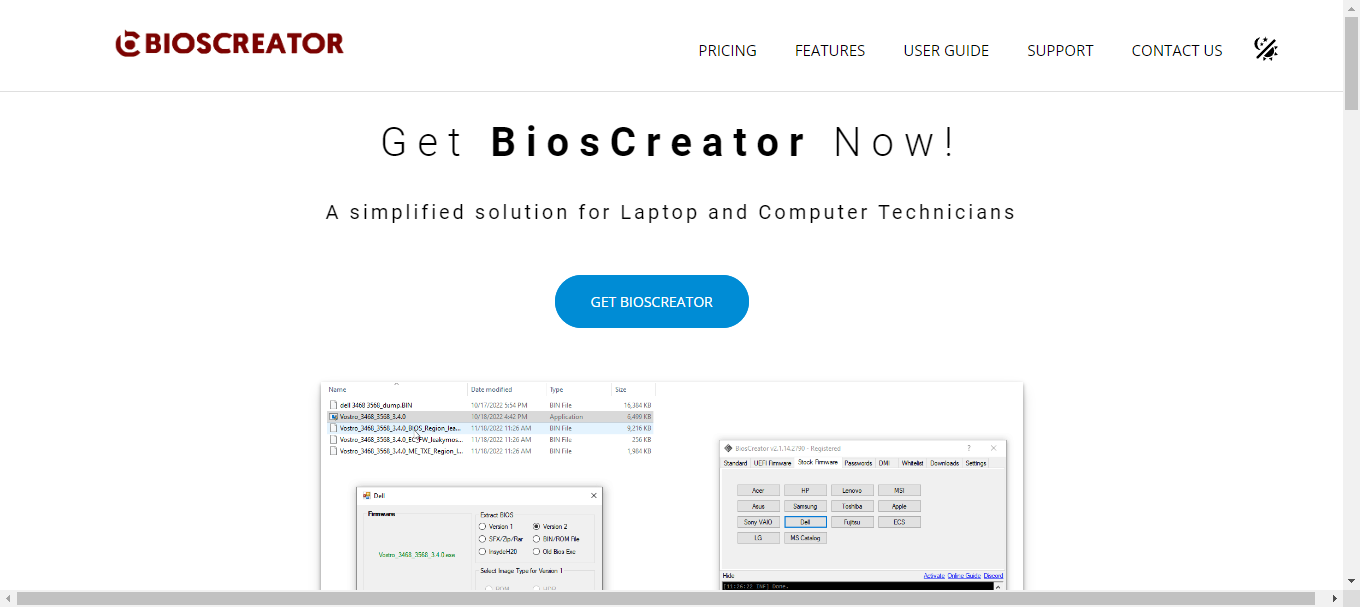 BIOSCREATOR
PRICING FEATURES USER GUIDE SUPPORT CONTACT US
Get BiosCreator Now!
A simplified solution for Laptop and Computer Technicians
GET BIOSCREATOR
Name Date modified Type Size
dell 3468 3568_dump.BIN 10/17/2022 5:54 PM BIN File 16,384 KB
Vostro_3468_3568_3.4.0 10/18/2022 4:42 PM Application 6,499 KB
Vostro_3468_3568_3.4.0_BIOS_Region_lea... 11/18/2022 11:26 AM BIN File 9,216 KB
Vostro_3468_3568_3.4.0_EC_FW_leakymos... 11/18/2022 11:26 AM BIN File 256 KB
Vostro_3468_3568_3.4.0_ME_TXE_Region_l... 11/18/2022 11:26 AM BIN File 1,984 KB
Dell
Firmware
Vostro_3468_3568_3.4.0.exe
Extract BIOS
Version 1 Version 2
SFX/Zip/Rar BIN/ROM File
InsydeH20 Old Bios Exe
Select Image Type for Version 1
ROM HDR
BiosCreator v2.1.14.2790 - Registered
Standard UEFI Firmware Stock Firmware Passwords DMI Whitelist Downloads Settings
Acer HP Lenovo MSI
Asus Samsung Toshiba Apple
Sony VAIO Dell Fujitsu ECS
LG MS Catalog
Hide Activate Online Guide Discord
[11:26:22 INF] Done.